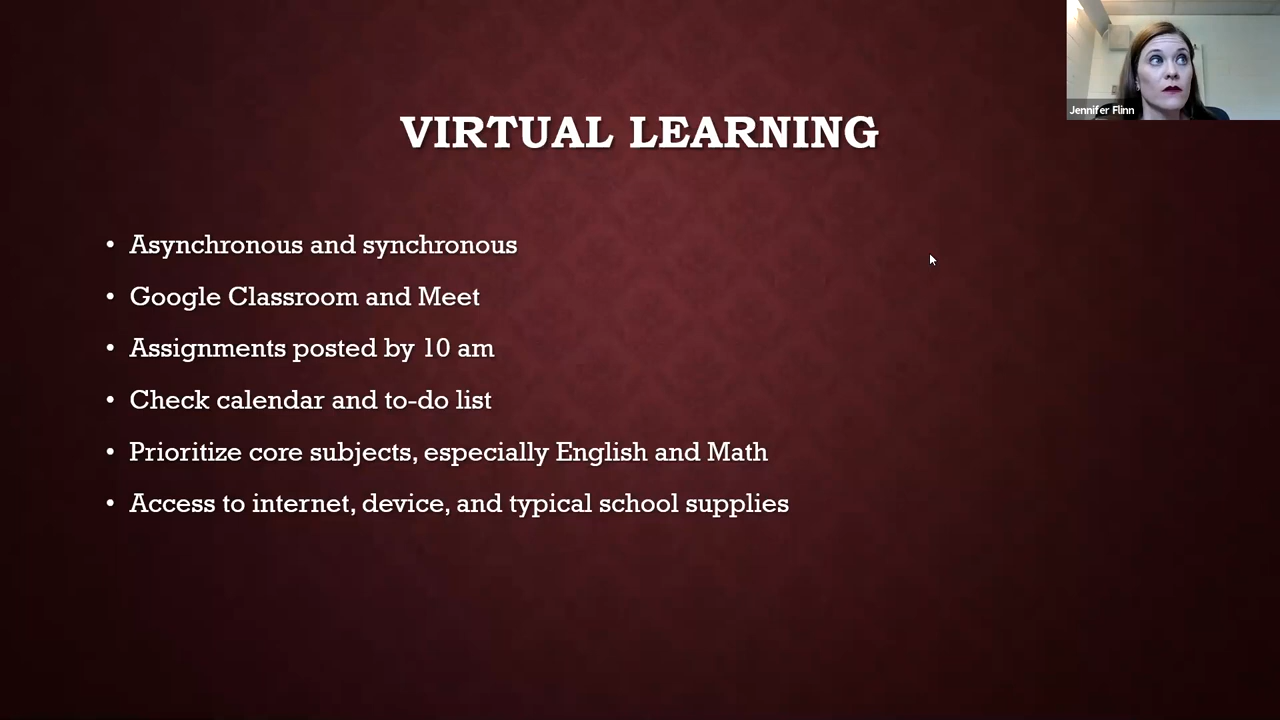 VIRTUAL LEARNING
Jennifer Flinn
• Asynchronous and synchronous
• Google Classroom and Meet
• Assignments posted by 10 am
• Check calendar and to-do list
• Prioritize core subjects, especially English and Math
• Access to internet, device, and typical school supplies